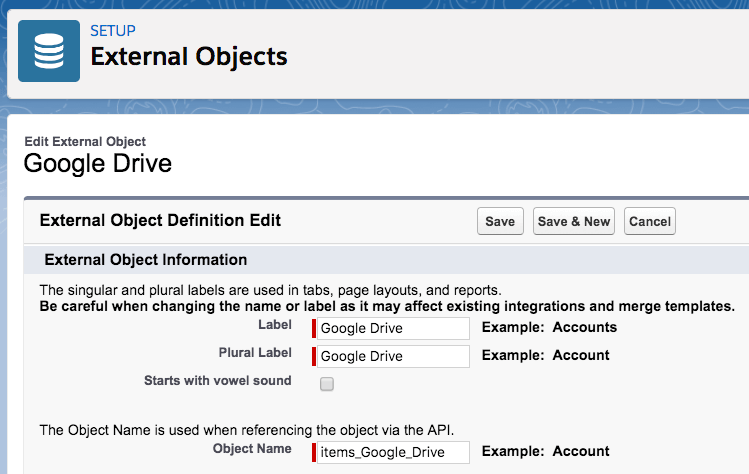 SETUP
External Objects
Edit External Object
Google Drive
External Object Definition Edit Save Save & New Cancel
External Object Information
The singular and plural labels are used in tabs, page layouts, and reports.
Be careful when changing the name or label as it may affect existing integrations and merge templates.
Label Google Drive Example: Accounts
Plural Label Google Drive Example: Account
Starts with vowel sound
The Object Name is used when referencing the object via the API.
Object Name items_Google_Drive Example: Account